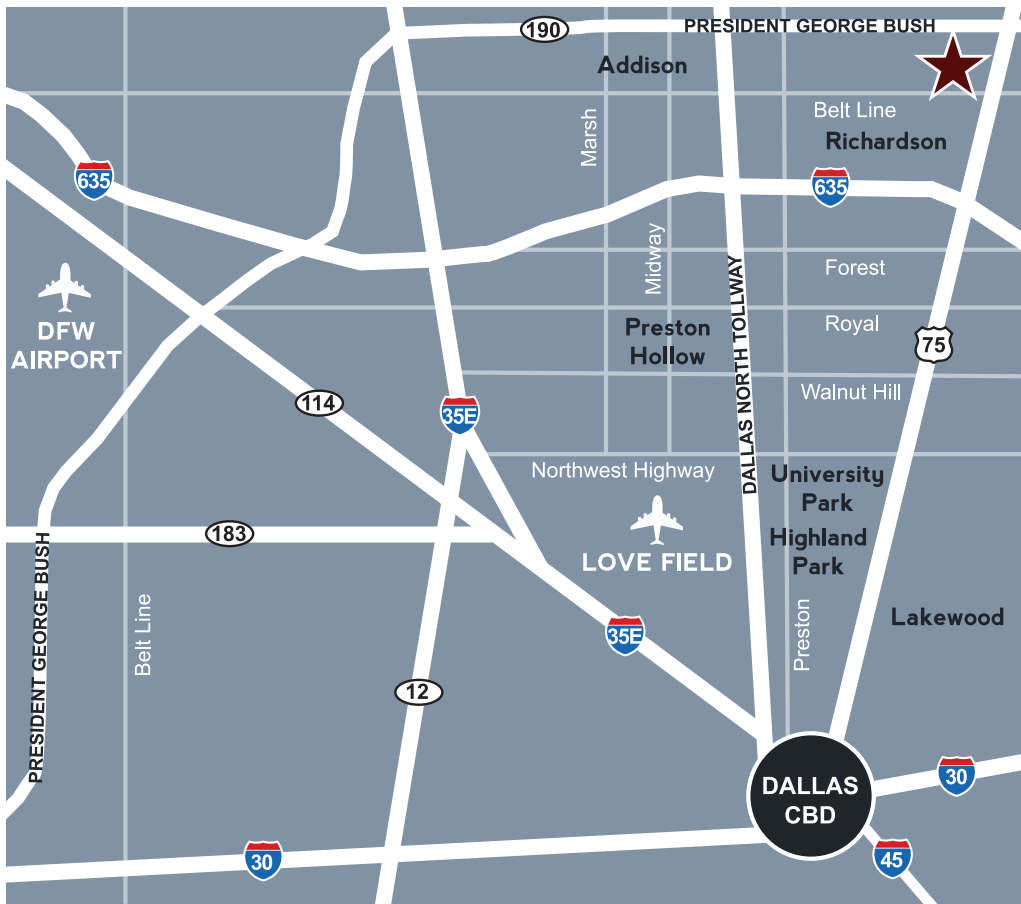 190
PRESIDENT GEORGE BUSH
Addison
Belt Line
Marsh
Richardson
635
635
Midway
Forest
DFW
AIRPORT
Royal
Preston
Hollow
75
DALLAS NORTH TOLLWAY
114
Walnut Hill
35E
Northwest Highway
University
Park
183
LOVE FIELD
Highland
Park
PRESIDENT GEORGE BUSH
Belt Line
Preston
Lakewood
35E
12
DALLAS
CBD
30
30
45